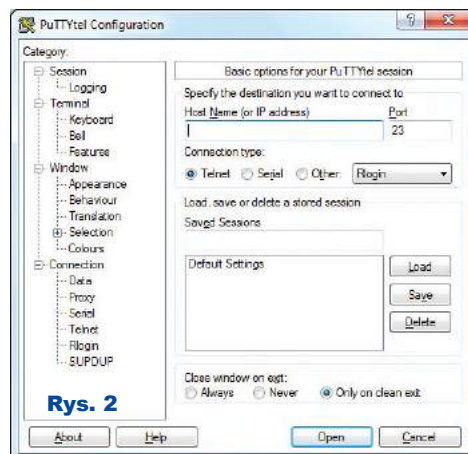 PuTTYtel Configuration
Category:
Session
Logging
Terminal
Keyboard
Bell
Features
Window
Appearance
Behaviour
Translation
Selection
Colours
Connection
Data
Proxy
Serial
Telnet
Rlogin
SUPDUP
Rys. 2
Basic options for your PuTTYtel session
Specify the destination you want to connect to
Host Name (or IP address) Port
23
Connection type:
Telnet Serial Other: Rlogin
Load, save or delete a stored session
Saved Sessions
Default Settings
Load
Save
Delete
Close window on exit:
Always Never Only on clean exit
About Help Open Cancel